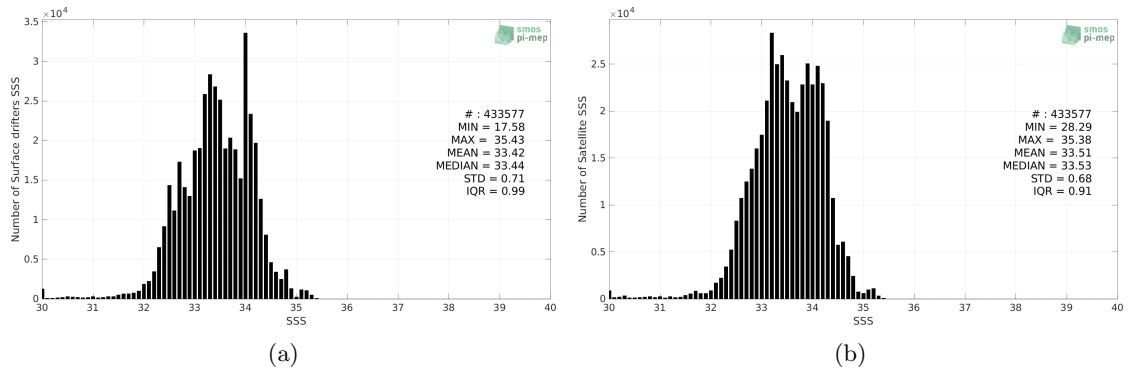 ×10⁴
3.5
3
2.5
2
1.5
1
0.5
0
Number of Surface drifters SSS
30 31 32 33 34 35 36 37 38 39 40
SSS
smos
pi-mep
# : 433577
MIN = 17.58
MAX = 35.43
MEAN = 33.42
MEDIAN = 33.44
STD = 0.71
IQR = 0.99
(a)
×10⁴
2.5
2
1.5
1
0.5
0
Number of Satellite SSS
30 31 32 33 34 35 36 37 38 39 40
SSS
smos
pi-mep
# : 433577
MIN = 28.29
MAX = 35.38
MEAN = 33.51
MEDIAN = 33.53
STD = 0.68
IQR = 0.91
(b)